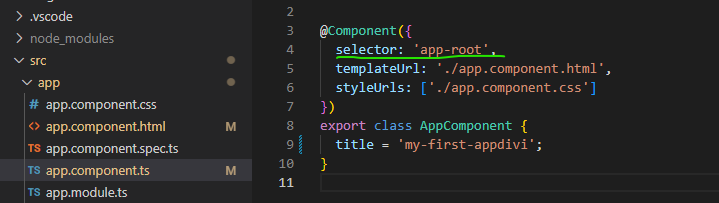 .vscode
node_modules
src
app
# app.component.css
<> app.component.html M
TS app.component.spec.ts
TS app.component.ts M
TS app.module.ts
2
3 @Component({
4 selector: 'app-root',
5 templateUrl: './app.component.html',
6 styleUrls: ['./app.component.css']
7 })
8 export class AppComponent {
9 title = 'my-first-appdivi';
10 }
11